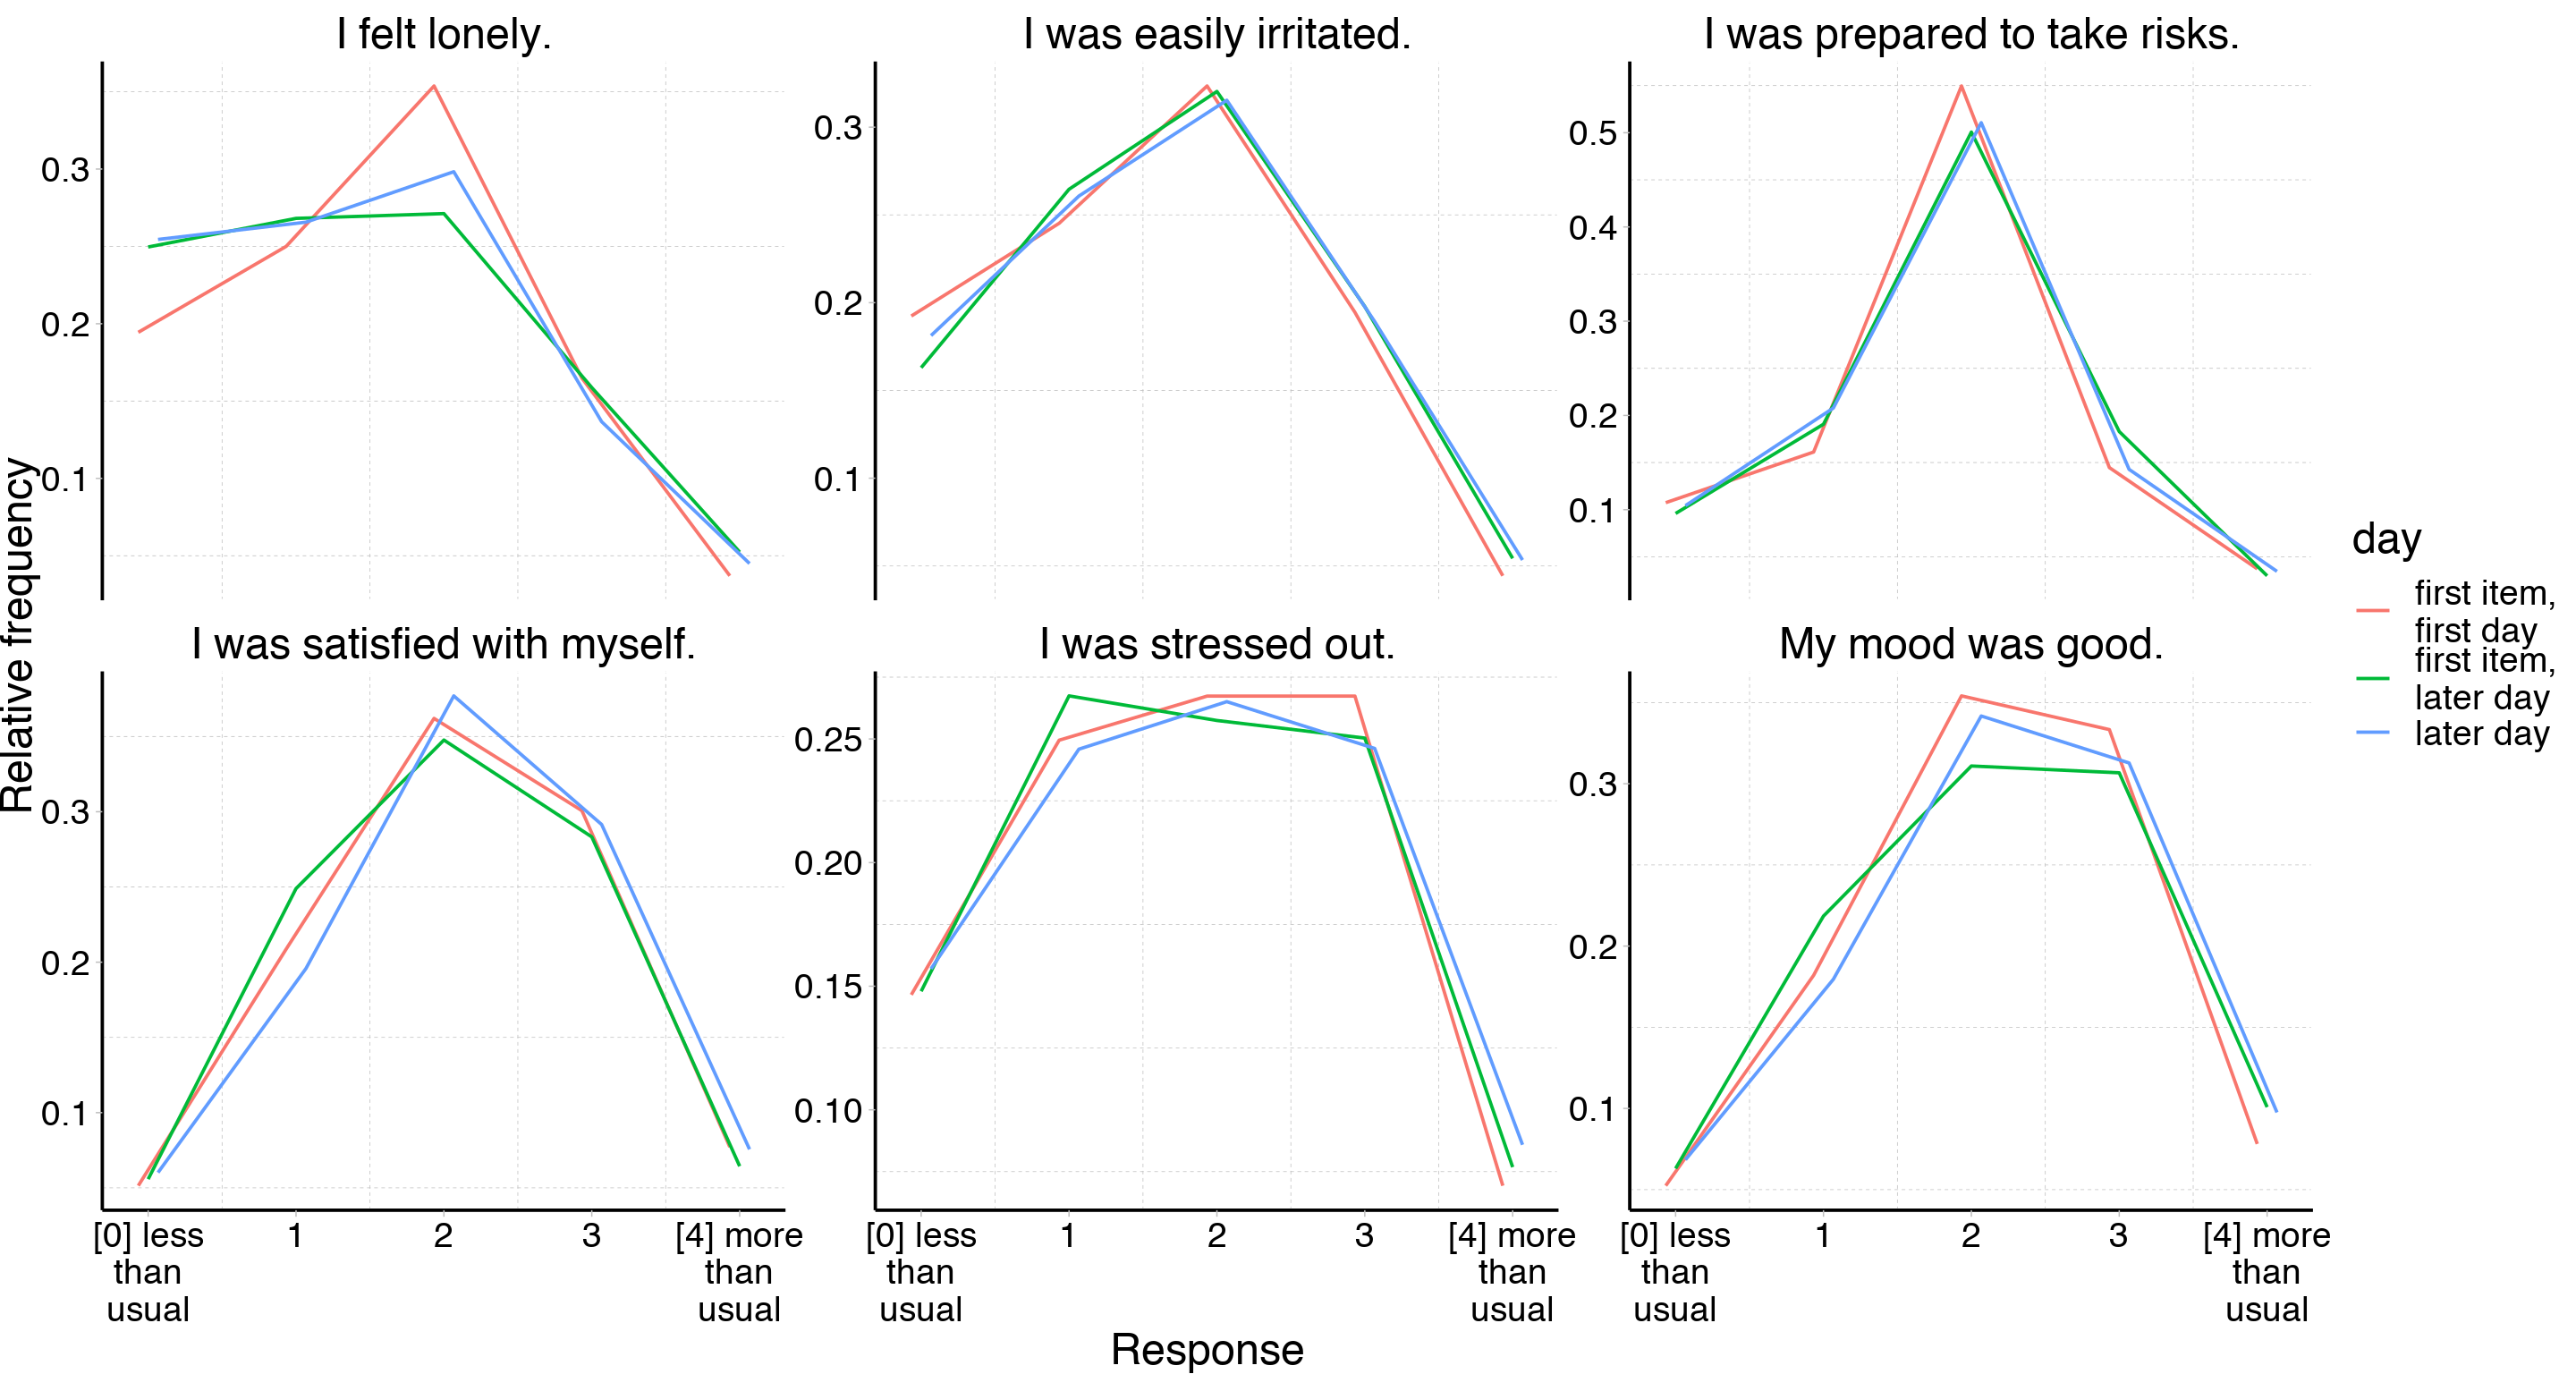 I felt lonely.
I was easily irritated.
I was prepared to take risks.
0.3
0.2
0.1
0.3
0.2
0.1
0.5
0.4
0.3
0.2
0.1
Relative frequency
I was satisfied with myself.
I was stressed out.
My mood was good.
0.3
0.2
0.1
0.25
0.20
0.15
0.10
0.3
0.2
0.1
[0] less
than
usual
1
2
3
[4] more
than
usual
[0] less
than
usual
1
2
3
[4] more
than
usual
[0] less
than
usual
1
2
3
[4] more
than
usual
Response
day
first item,
first day
first item,
later day
later day